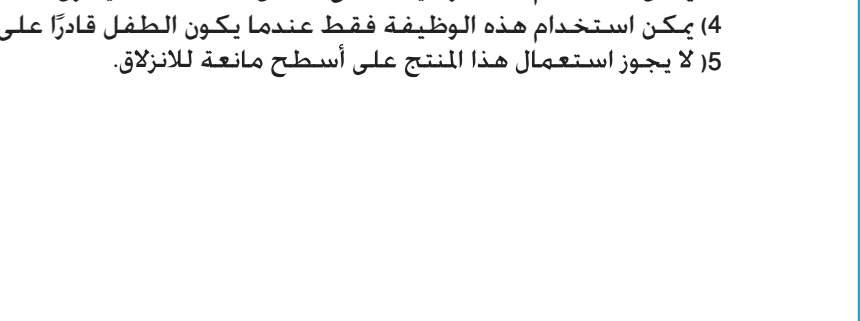 4) يمكن استخدام هذه الوظيفة فقط عندما يكون الطفل قادرًا على
5) لا يجوز استعمال هذا المنتج على أسطح مانعة للانزلاق.